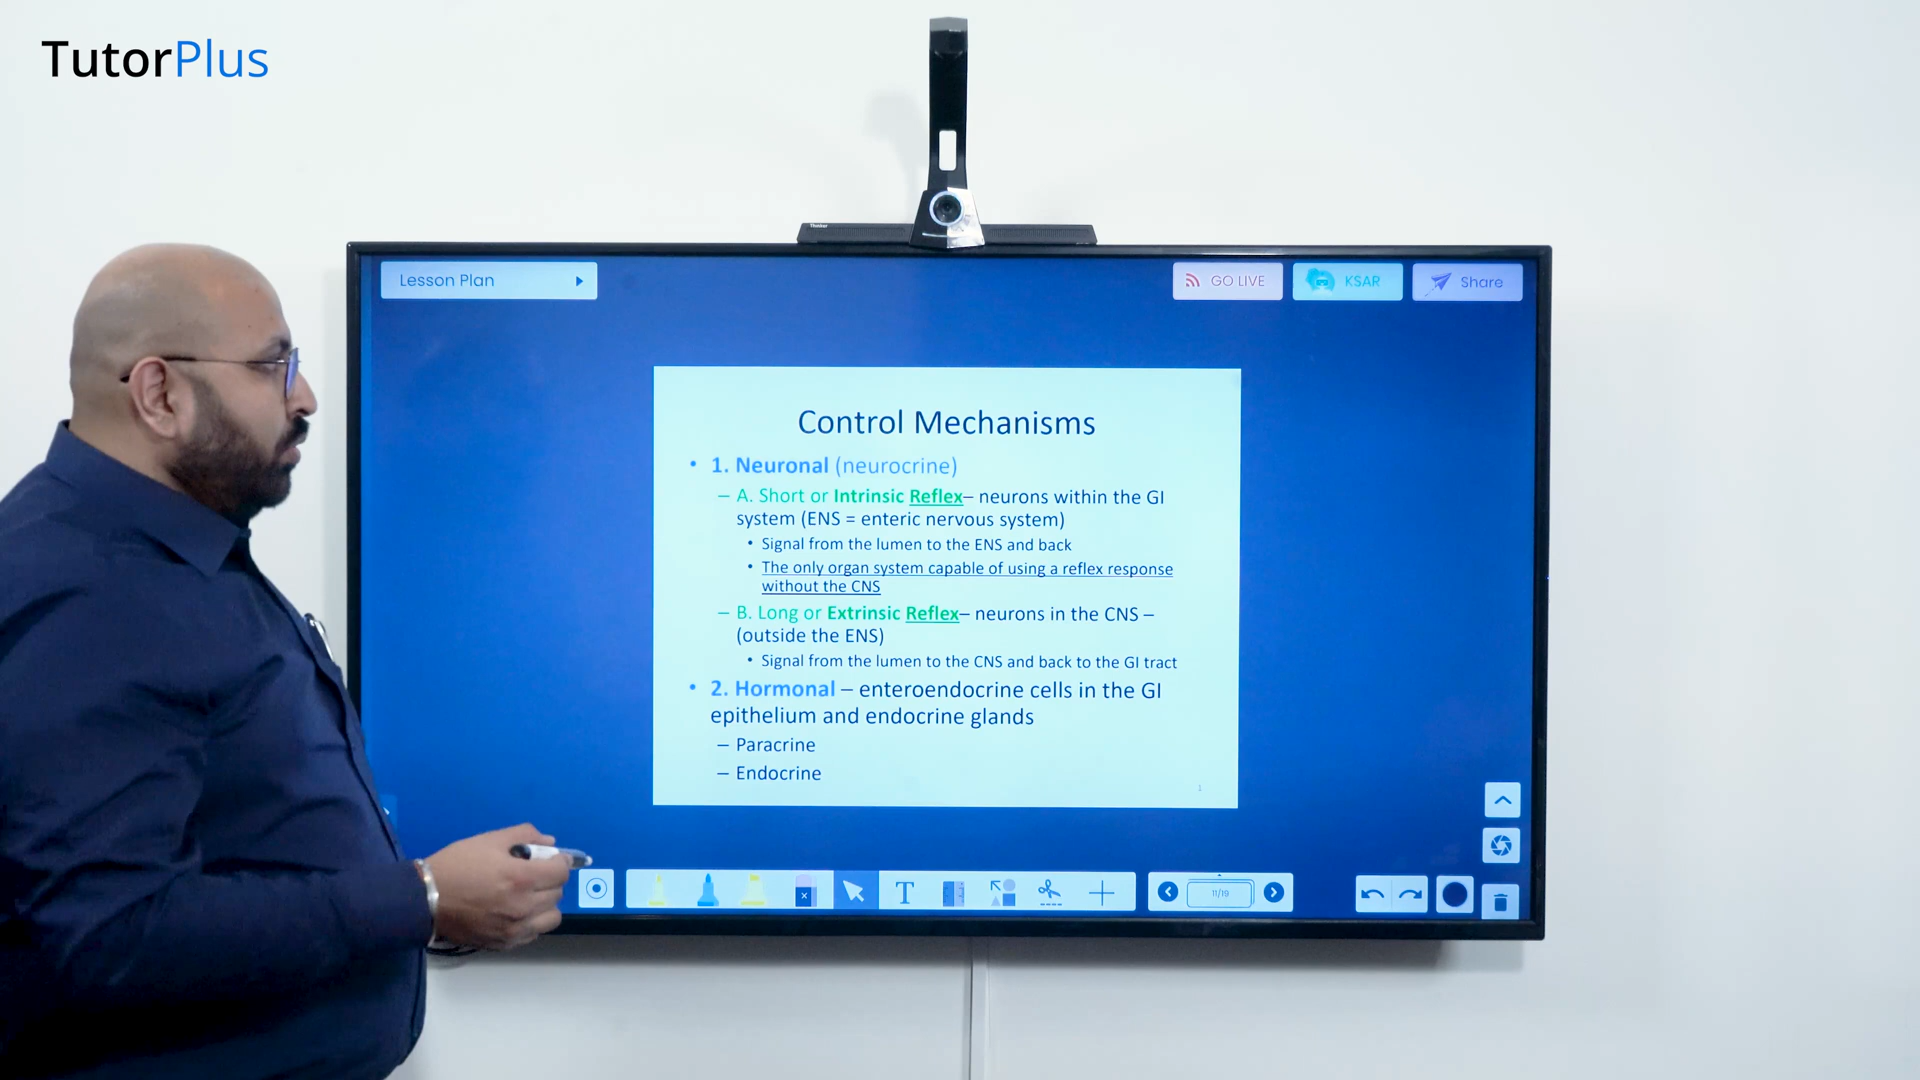 TutorPlus
Lesson Plan
GO LIVE
KSAR
Share
Control Mechanisms
• 1. Neuronal (neurocrine)
– A. Short or Intrinsic Reflex– neurons within the GI
system (ENS = enteric nervous system)
• Signal from the lumen to the ENS and back
• The only organ system capable of using a reflex response
without the CNS
– B. Long or Extrinsic Reflex– neurons in the CNS –
(outside the ENS)
• Signal from the lumen to the CNS and back to the GI tract
• 2. Hormonal – enteroendocrine cells in the GI
epithelium and endocrine glands
– Paracrine
– Endocrine
1
T
11/19